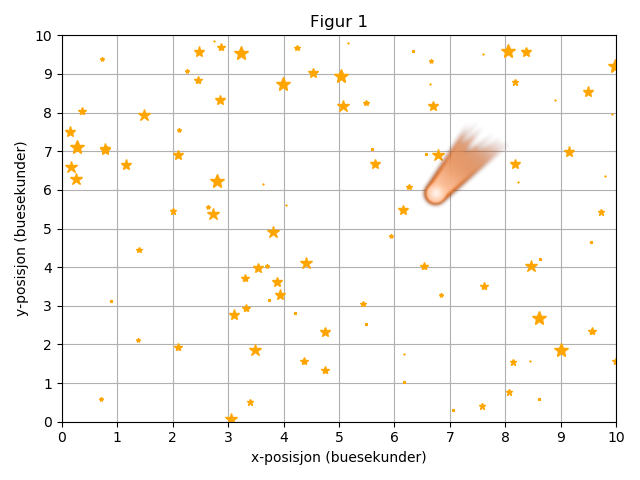 Figur 1
10
9
8
7
6
5
4
3
2
1
0
y-posisjon (buesekunder)
0 1 2 3 4 5 6 7 8 9 10
x-posisjon (buesekunder)